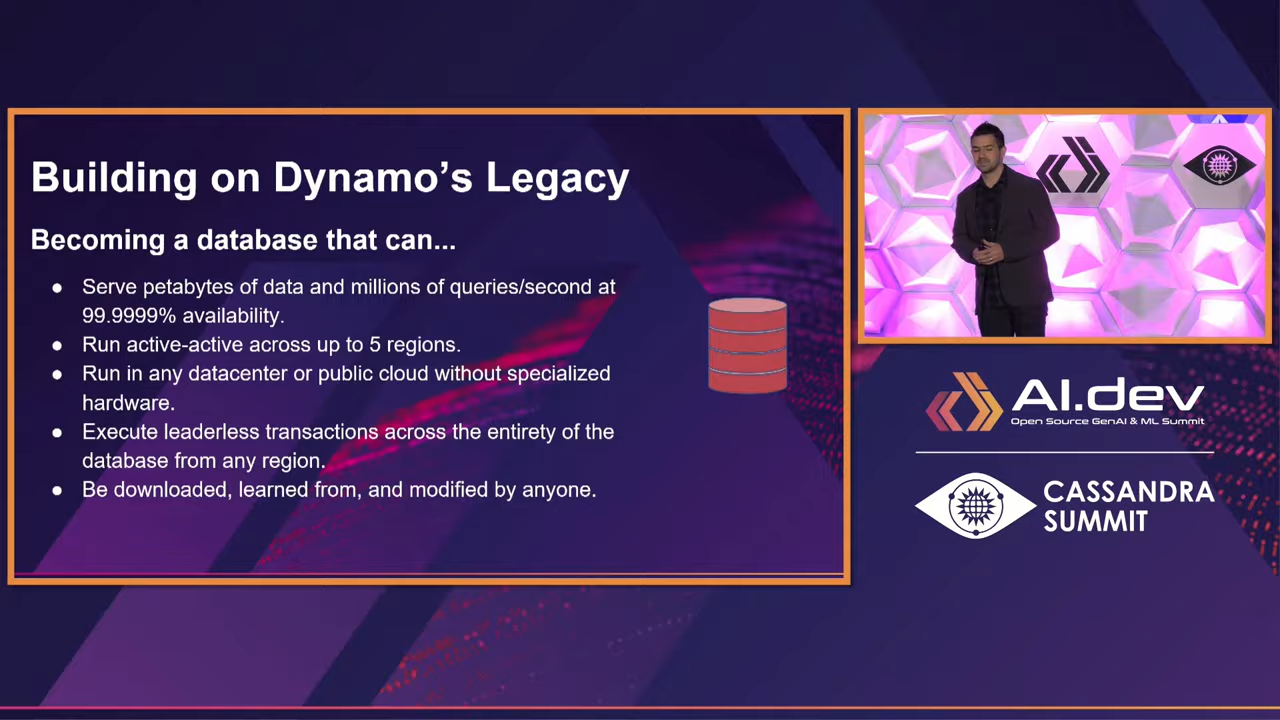 Building on Dynamo’s Legacy
Becoming a database that can...
● Serve petabytes of data and millions of queries/second at
99.9999% availability.
● Run active-active across up to 5 regions.
● Run in any datacenter or public cloud without specialized
hardware.
● Execute leaderless transactions across the entirety of the
database from any region.
● Be downloaded, learned from, and modified by anyone.
AI.dev
Open Source GenAI & ML Summit
CASSANDRA
SUMMIT